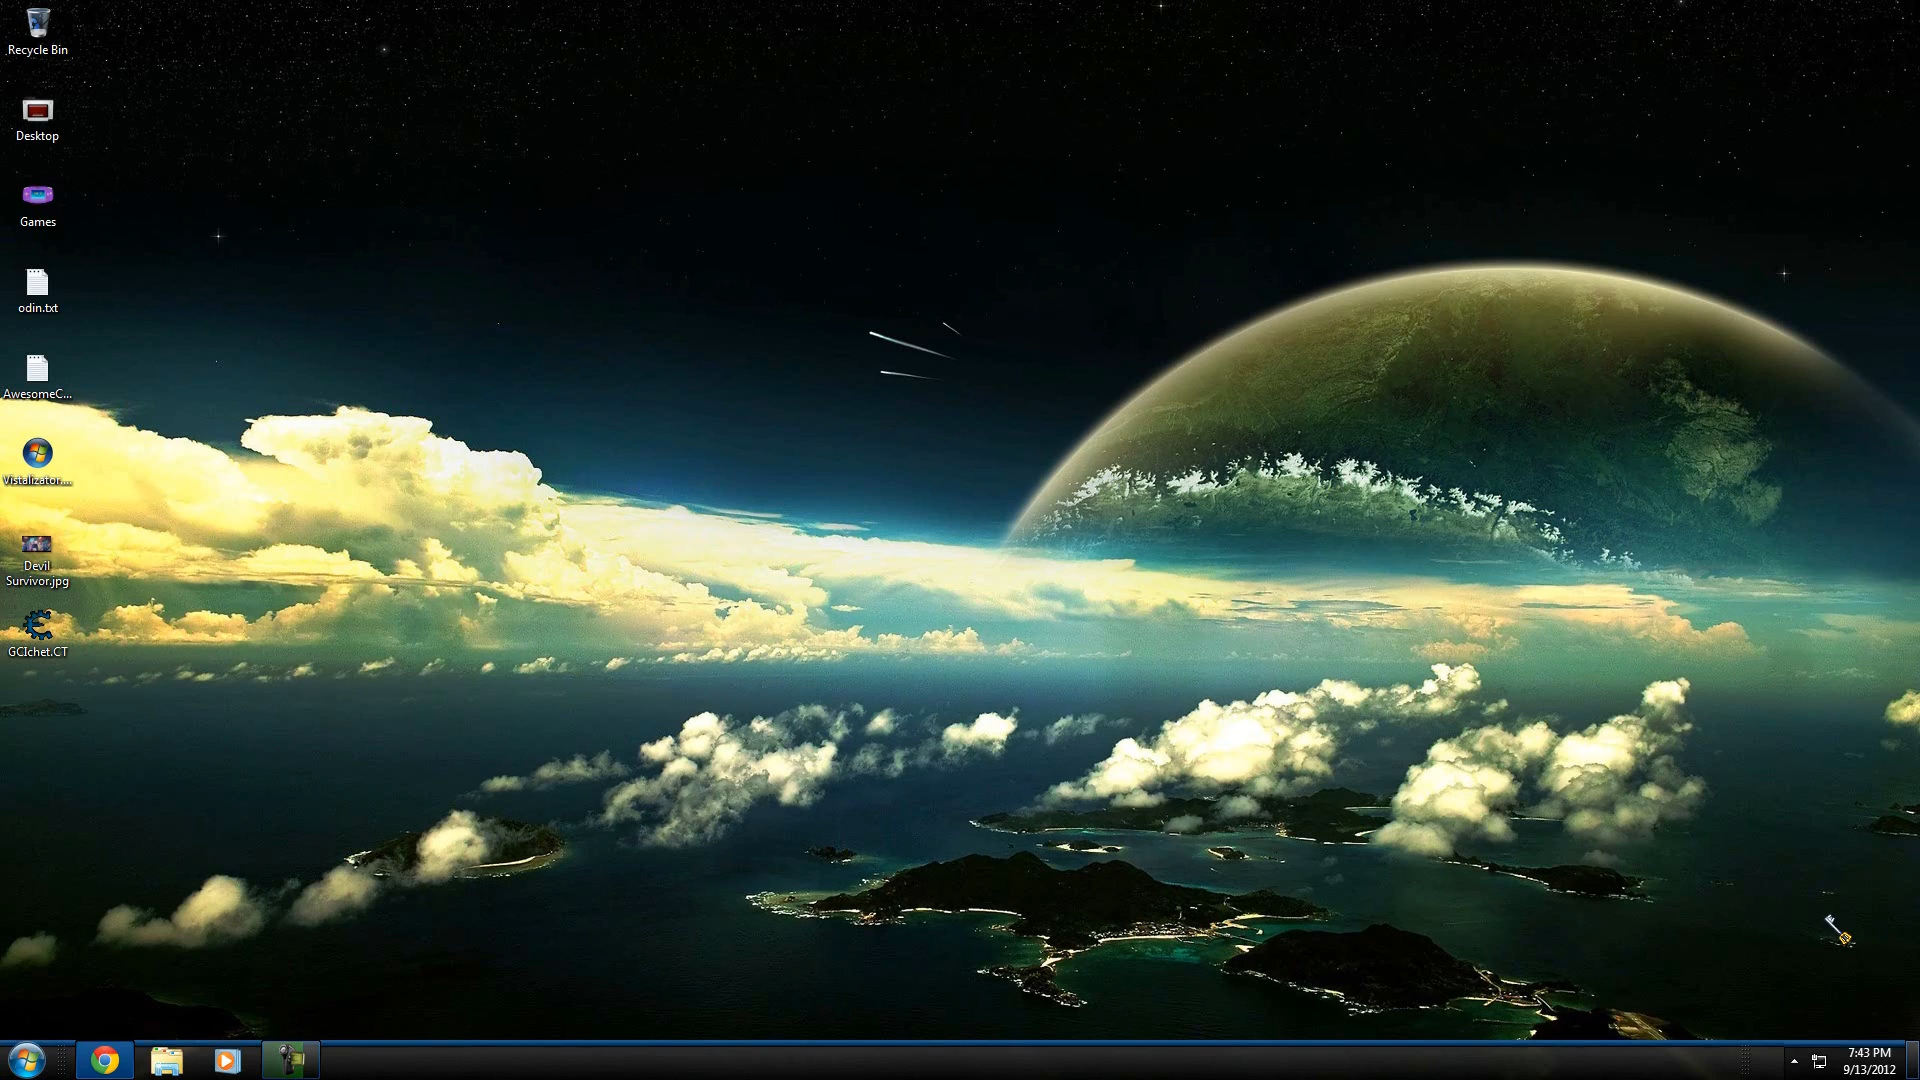 Recycle Bin
Desktop
Games
odin.txt
AwesomeC...
Vistalizator....
Devil
Survivor.jpg
GCIchet.CT
7:43 PM
9/13/2012